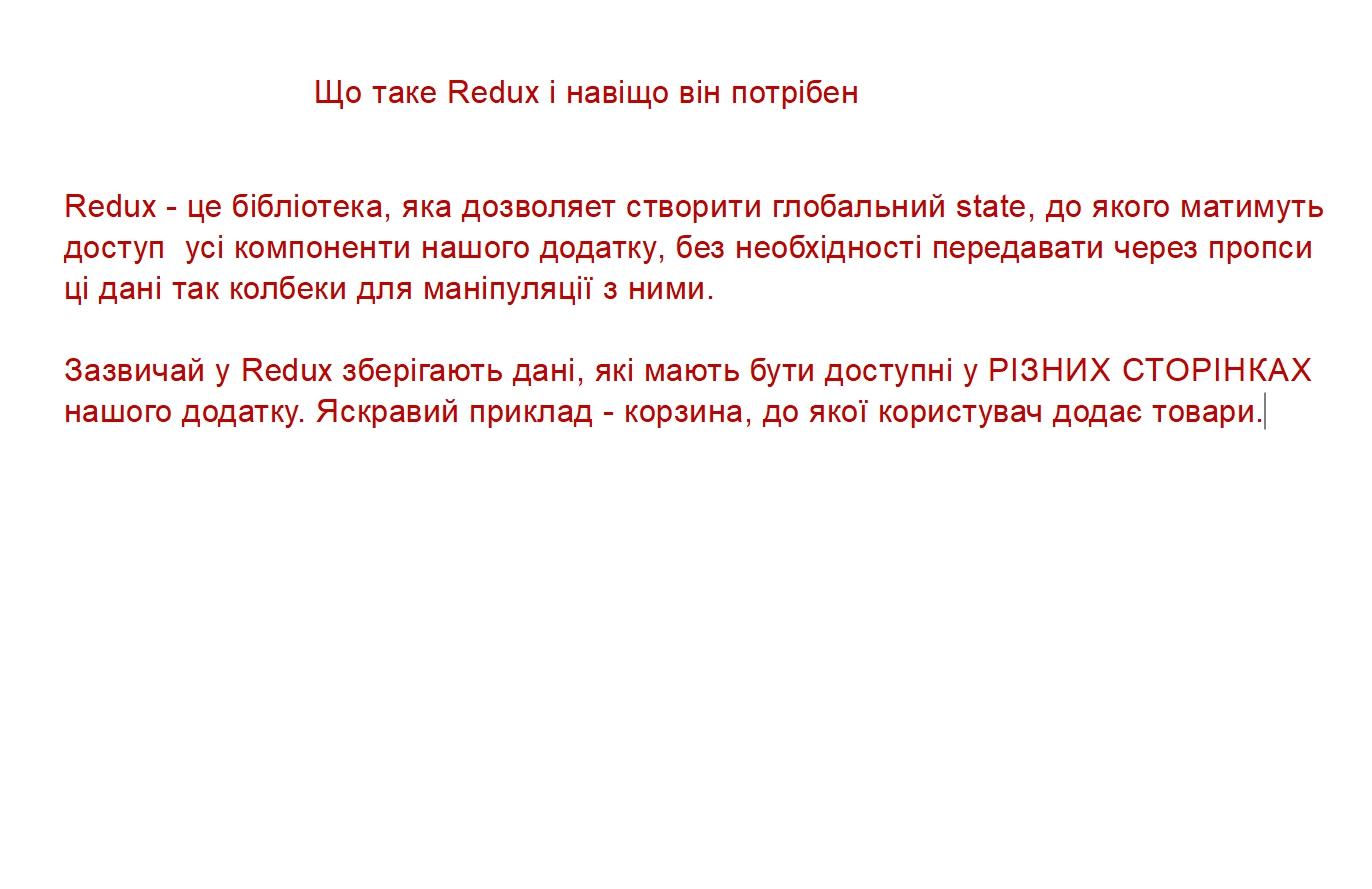 Що таке Redux і навіщо він потрібен
Redux - це бібліотека, яка дозволяет створити глобальний state, до якого матимуть
доступ  усі компоненти нашого додатку, без необхідності передавати через пропси
ці дані так колбеки для маніпуляції з ними.
Зазвичай у Redux зберігають дані, які мають бути доступні у РІЗНИХ СТОРІНКАХ
нашого додатку. Яскравий приклад - корзина, до якої користувач додає товари.